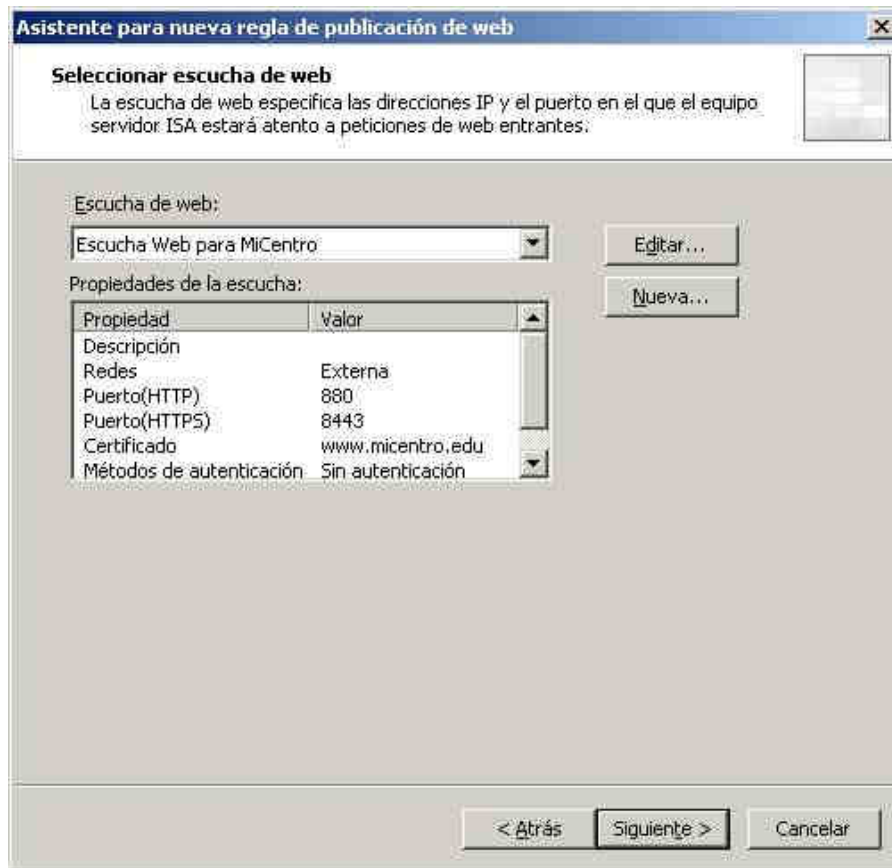 Asistente para nueva regla de publicación de web
Seleccionar escucha de web
La escucha de web especifica las direcciones IP y el puerto en el que el equipo
servidor ISA estará atento a peticiones de web entrantes.
Escucha de web:
Escucha Web para MiCentro
Editar...
Propiedades de la escucha:
Nueva...
Propiedad Valor
Descripción
Redes Externa
Puerto(HTTP) 880
Puerto(HTTPS) 8443
Certificado www.micentro.edu
Métodos de autenticación Sin autenticación
< Atrás Siguiente > Cancelar